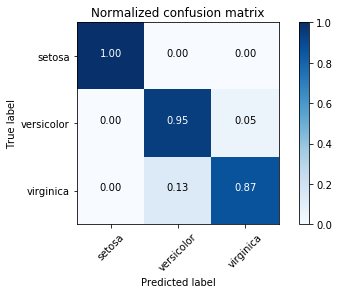 Normalized confusion matrix
True label
setosa
1.00 0.00 0.00
versicolor
0.00 0.95 0.05
virginica
0.00 0.13 0.87
setosa
versicolor
virginica
Predicted label
1.0
0.8
0.6
0.4
0.2
0.0